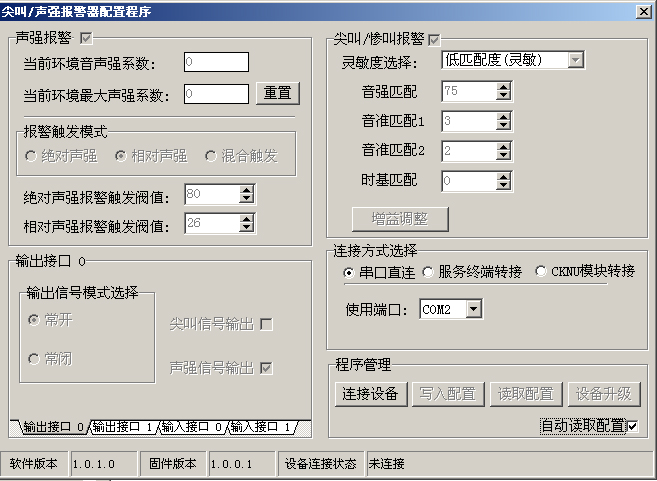 尖叫/声强报警器配置程序
声强报警
当前环境音声强系数: 0
当前环境最大声强系数: 0 重置
报警触发模式
绝对声强 相对声强 混合触发
绝对声强报警触发阀值: 80
相对声强报警触发阀值: 26
输出接口 0
输出信号模式选择
常开
常闭
尖叫信号输出
声强信号输出
输出接口 0 输出接口 1 输入接口 0 输入接口 1
尖叫/惨叫报警
灵敏度选择: 低匹配度(灵敏)
音强匹配 75
音准匹配1 3
音准匹配2 2
时基匹配 0
增益调整
连接方式选择
串口直连 服务终端转接 CKNU模块转接
使用端口: COM2
程序管理
连接设备 写入配置 读取配置 设备升级
自动读取配置
软件版本 1.0.1.0 固件版本 1.0.0.1 设备连接状态 未连接